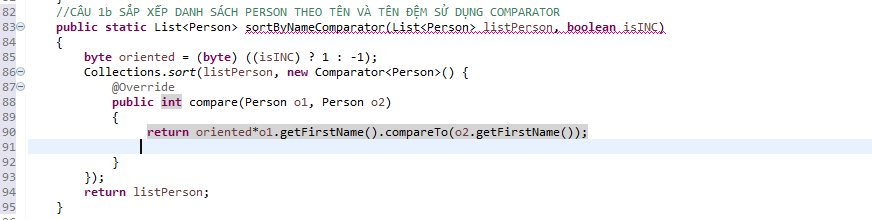 82 //CÂU 1b SẮP XẾP DANH SÁCH PERSON THEO TÊN VÀ TÊN ĐỆM SỬ DỤNG COMPARATOR
83 public static List<Person> sortByNameComparator(List<Person> listPerson, boolean isINC)
84 {
85 byte oriented = (byte) ((isINC) ? 1 : -1);
86 Collections.sort(listPerson, new Comparator<Person>() {
87 @Override
88 public int compare(Person o1, Person o2)
89 {
90 return oriented*o1.getFirstName().compareTo(o2.getFirstName());
91
92 }
93 });
94 return listPerson;
95 }